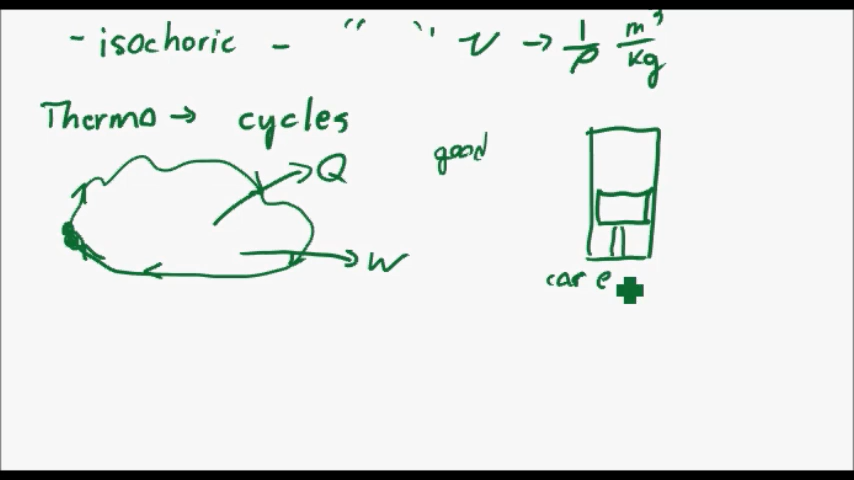 - isochoric - " " v → 1/ρ m³/kg
Thermo → cycles
good
Q
W
car e